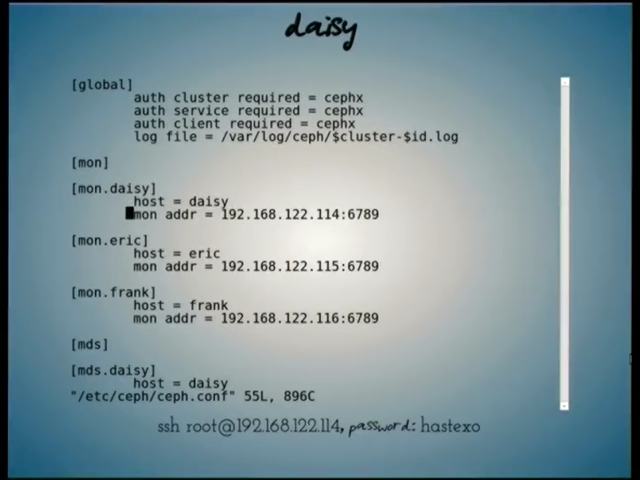 daisy
[global]
auth cluster required = cephx
auth service required = cephx
auth client required = cephx
log file = /var/log/ceph/$cluster-$id.log
[mon]
[mon.daisy]
host = daisy
mon addr = 192.168.122.114:6789
[mon.eric]
host = eric
mon addr = 192.168.122.115:6789
[mon.frank]
host = frank
mon addr = 192.168.122.116:6789
[mds]
[mds.daisy]
host = daisy
"/etc/ceph/ceph.conf" 55L, 896C
ssh root@192.168.122.114, password: hastexo